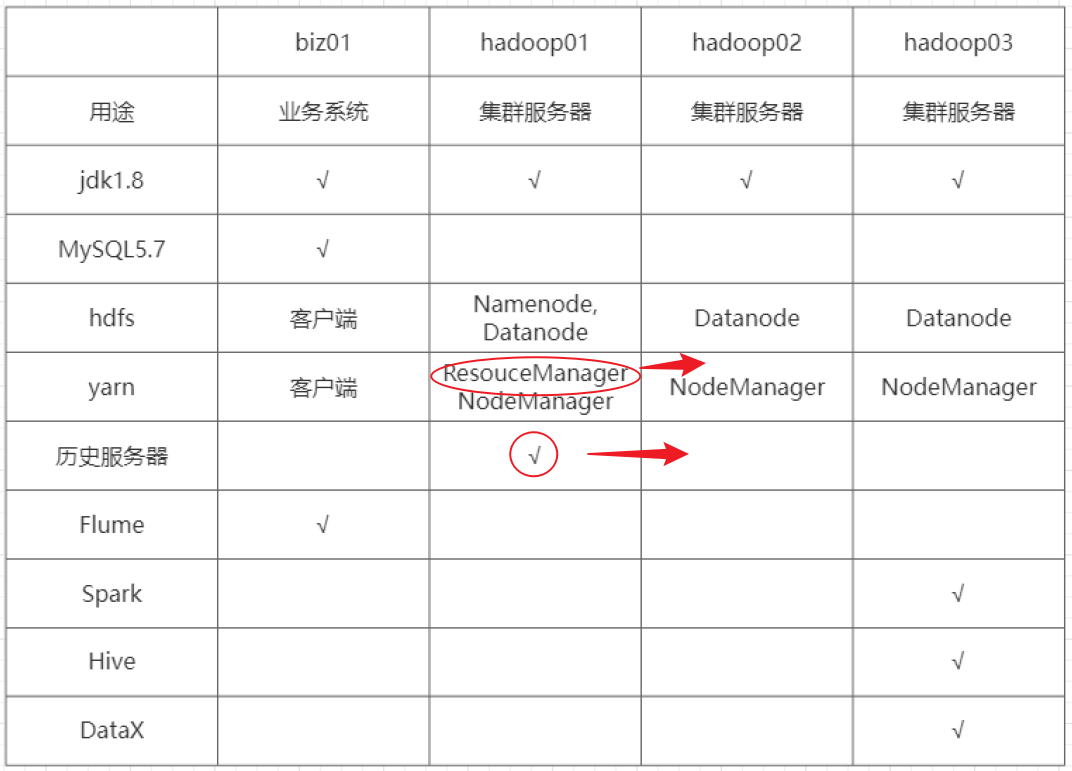 biz01 hadoop01 hadoop02 hadoop03
用途 业务系统 集群服务器 集群服务器 集群服务器
jdk1.8 √ √ √ √
MySQL5.7 √
hdfs 客户端 Namenode, Datanode Datanode
Datanode
yarn 客户端 ResouceManager NodeManager NodeManager
NodeManager
历史服务器 √
Flume √
Spark √
Hive √
DataX √